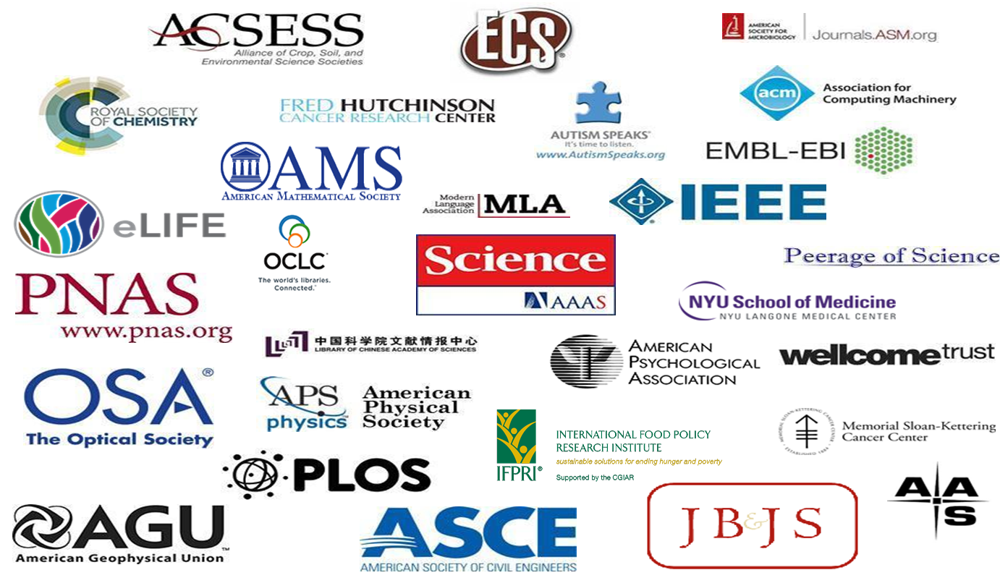 ACSESS
Alliance of Crop, Soil, and
Environmental Science Societies
ECS®
AMERICAN
SOCIETY FOR
MICROBIOLOGY
Journals.ASM.org
ROYAL SOCIETY
OF CHEMISTRY
FRED HUTCHINSON
CANCER RESEARCH CENTER
AUTISM SPEAKS®
It's time to listen.
www.AutismSpeaks.org
acm
Association for
Computing Machinery
AMS
AMERICAN MATHEMATICAL SOCIETY
EMBL-EBI
eLIFE
OCLC®
The world's libraries.
Connected.®
Modern
Language
Association
MLA
IEEE
Science
AAAS
Peerage of Science
PNAS
www.pnas.org
NYU School of Medicine
NYU LANGONE MEDICAL CENTER
中国科学院文献情报中心
LIBRARY OF CHINESE ACADEMY OF SCIENCES
AMERICAN
PSYCHOLOGICAL
ASSOCIATION
wellcometrust
OSA®
The Optical Society
APS
physics™
American
Physical
Society
IFPRI®
INTERNATIONAL FOOD POLICY
RESEARCH INSTITUTE
sustainable solutions for ending hunger and poverty
Supported by the CGIAR
MEMORIAL SLOAN-KETTERING CANCER CENTER
ESTABLISHED 1884
Memorial Sloan-Kettering
Cancer Center
PLOS
AAS
AGU™
American Geophysical Union
ASCE
AMERICAN SOCIETY OF CIVIL ENGINEERS
JB&JS